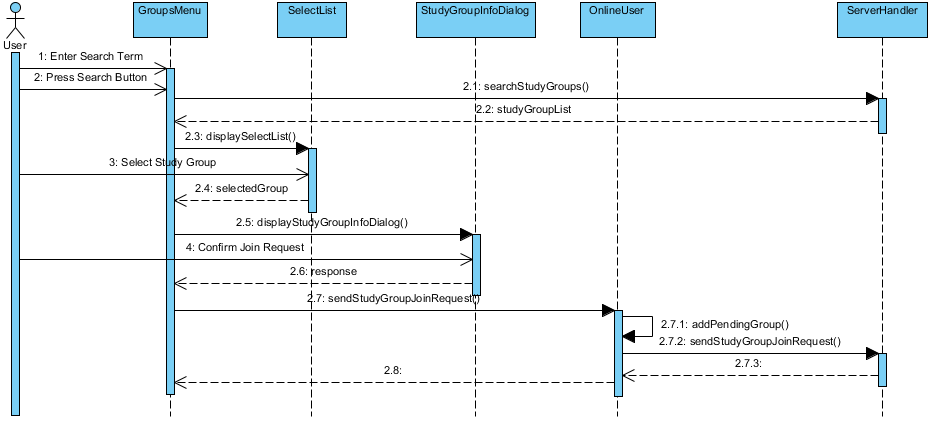 GroupsMenu
SelectList
StudyGroupInfoDialog
OnlineUser
ServerHandler
User
1: Enter Search Term
2: Press Search Button
2.1: searchStudyGroups()
2.2: studyGroupList
2.3: displaySelectList()
3: Select Study Group
2.4: selectedGroup
2.5: displayStudyGroupInfoDialog()
4: Confirm Join Request
2.6: response
2.7: sendStudyGroupJoinRequest()
2.7.1: addPendingGroup()
2.7.2: sendStudyGroupJoinRequest()
2.7.3:
2.8: